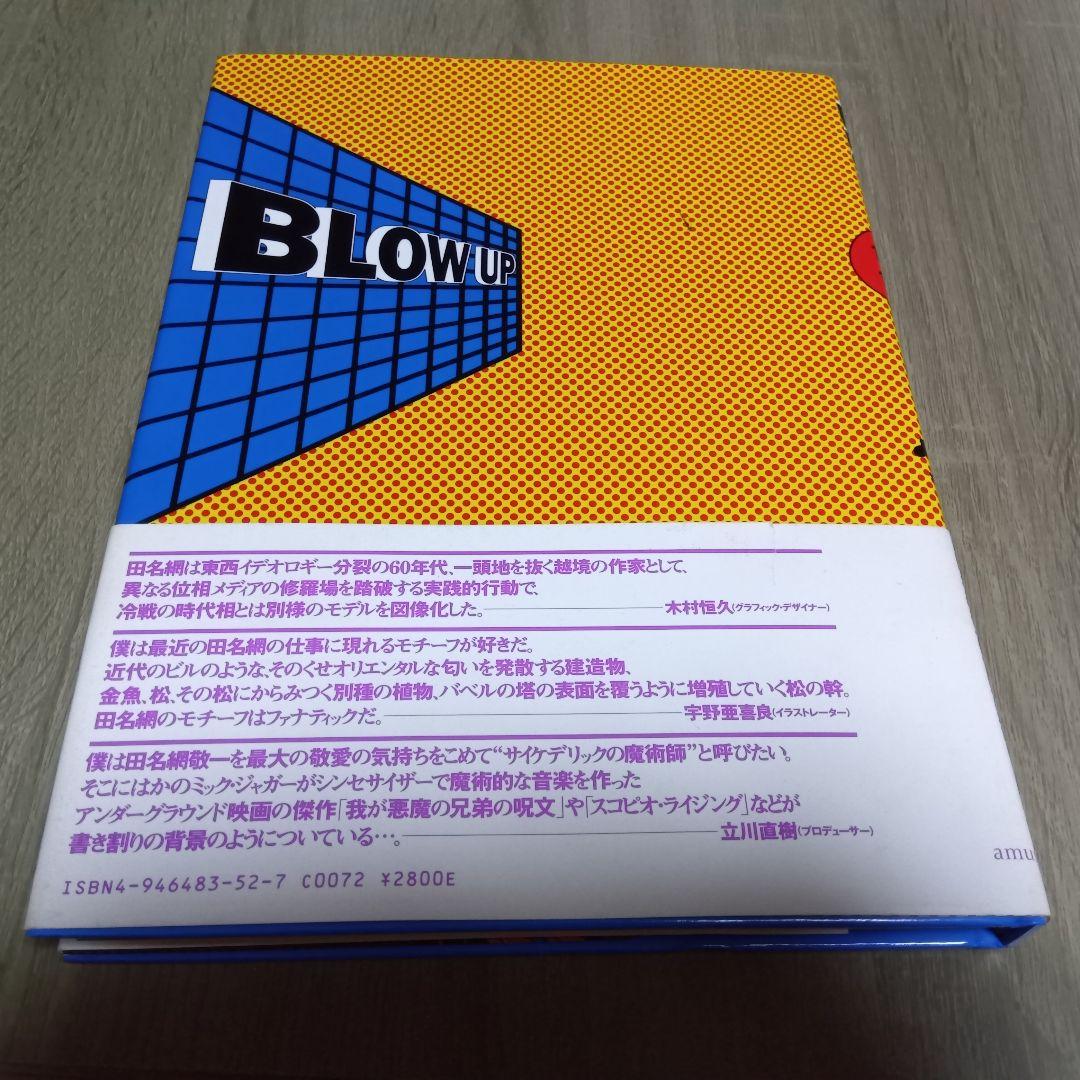 BLOW UP
田名網は東西イデオロギー分裂の60年代、一頭地を抜く越境の作家として、
異なる位相メディアの修羅場を踏破する実践的行動で、
冷戦の時代相とは別様のモデルを図像化した。――木村恒久(グラフィック・デザイナー)
僕は最近の田名網の仕事に現れるモチーフが好きだ。
近代のビルのような、そのくせオリエンタルな匂いを発散する建造物、
金魚、松、その松にからみつく別種の植物、バベルの塔の表面を覆うように増殖していく松の幹。
田名網のモチーフはファナティックだ。――宇野亜喜良(イラストレーター)
僕は田名網敬一を最大の敬愛の気持ちをこめて“サイケデリックの魔術師”と呼びたい。
そこにはかのミック・ジャガーがシンセサイザーで魔術的な音楽を作った
アンダーグラウンド映画の傑作「我が悪魔の兄弟の呪文」や「スコピオ・ライジング」などが
書き割りの背景のようについている…。――立川直樹(プロデューサー)
amu
ISBN4-946483-52-7 C0072 ¥2800E